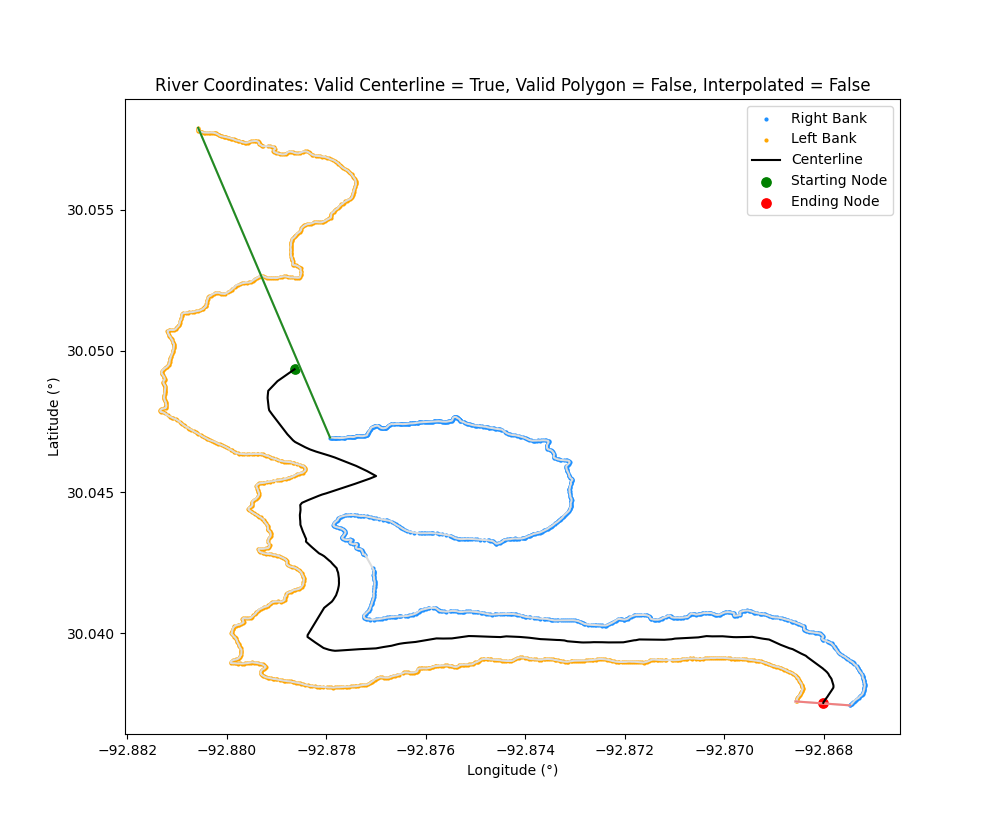 River Coordinates: Valid Centerline = True, Valid Polygon = False, Interpolated = False
Right Bank
Left Bank
Centerline
Starting Node
Ending Node
30.055
30.050
30.045
30.040
Latitude (°)
−92.882
−92.880
−92.878
−92.876
−92.874
−92.872
−92.870
−92.868
Longitude (°)